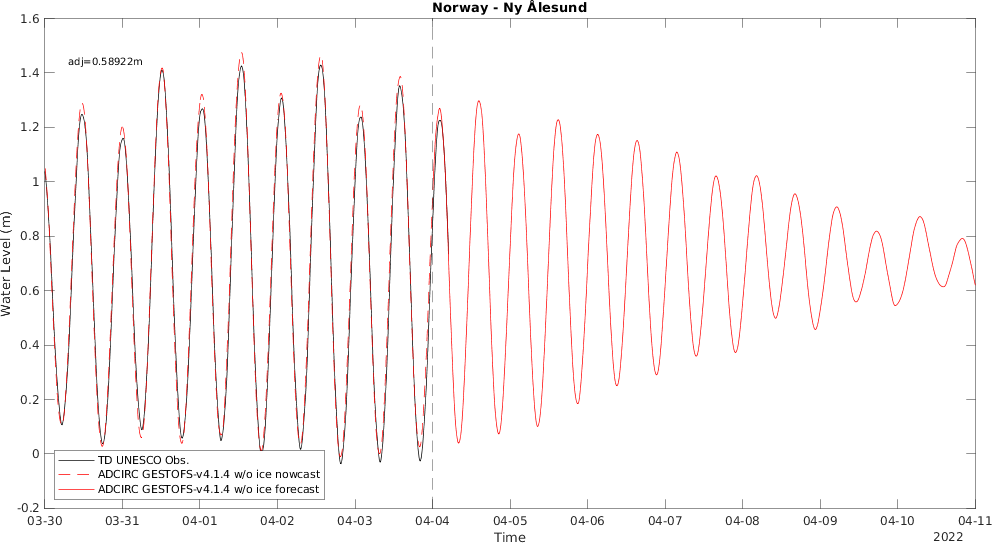 Norway - Ny Ålesund
1.6
1.4
1.2
1
0.8
0.6
0.4
0.2
0
-0.2
Water Level (m)
adj=0.58922m
TD UNESCO Obs.
ADCIRC GESTOFS-v4.1.4 w/o ice nowcast
ADCIRC GESTOFS-v4.1.4 w/o ice forecast
03-30 03-31 04-01 04-02 04-03 04-04 04-05 04-06 04-07 04-08 04-09 04-10 04-11
Time
2022